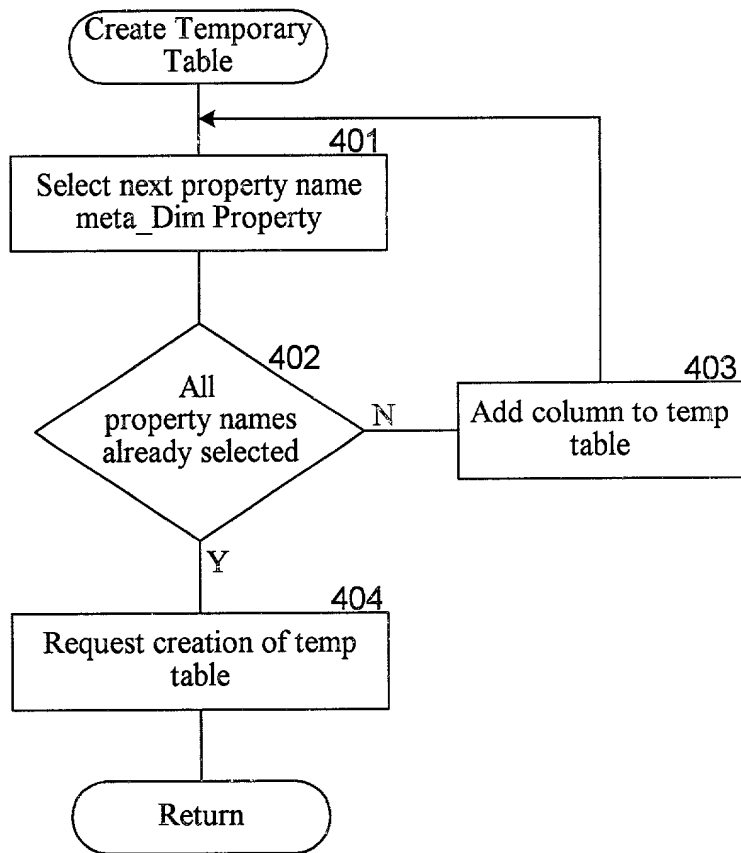 Create Temporary
Table
401
Select next property name
meta_Dim Property
402
All
property names
already selected
N
403
Add column to temp
table
Y
404
Request creation of temp
table
Return